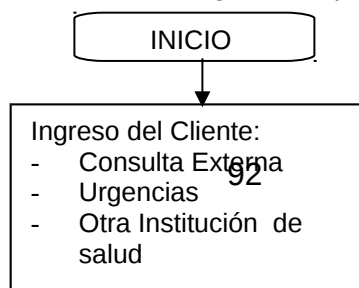 INICIO
Ingreso del Cliente:
- Consulta Externa
92
- Urgencias
- Otra Institución de
salud